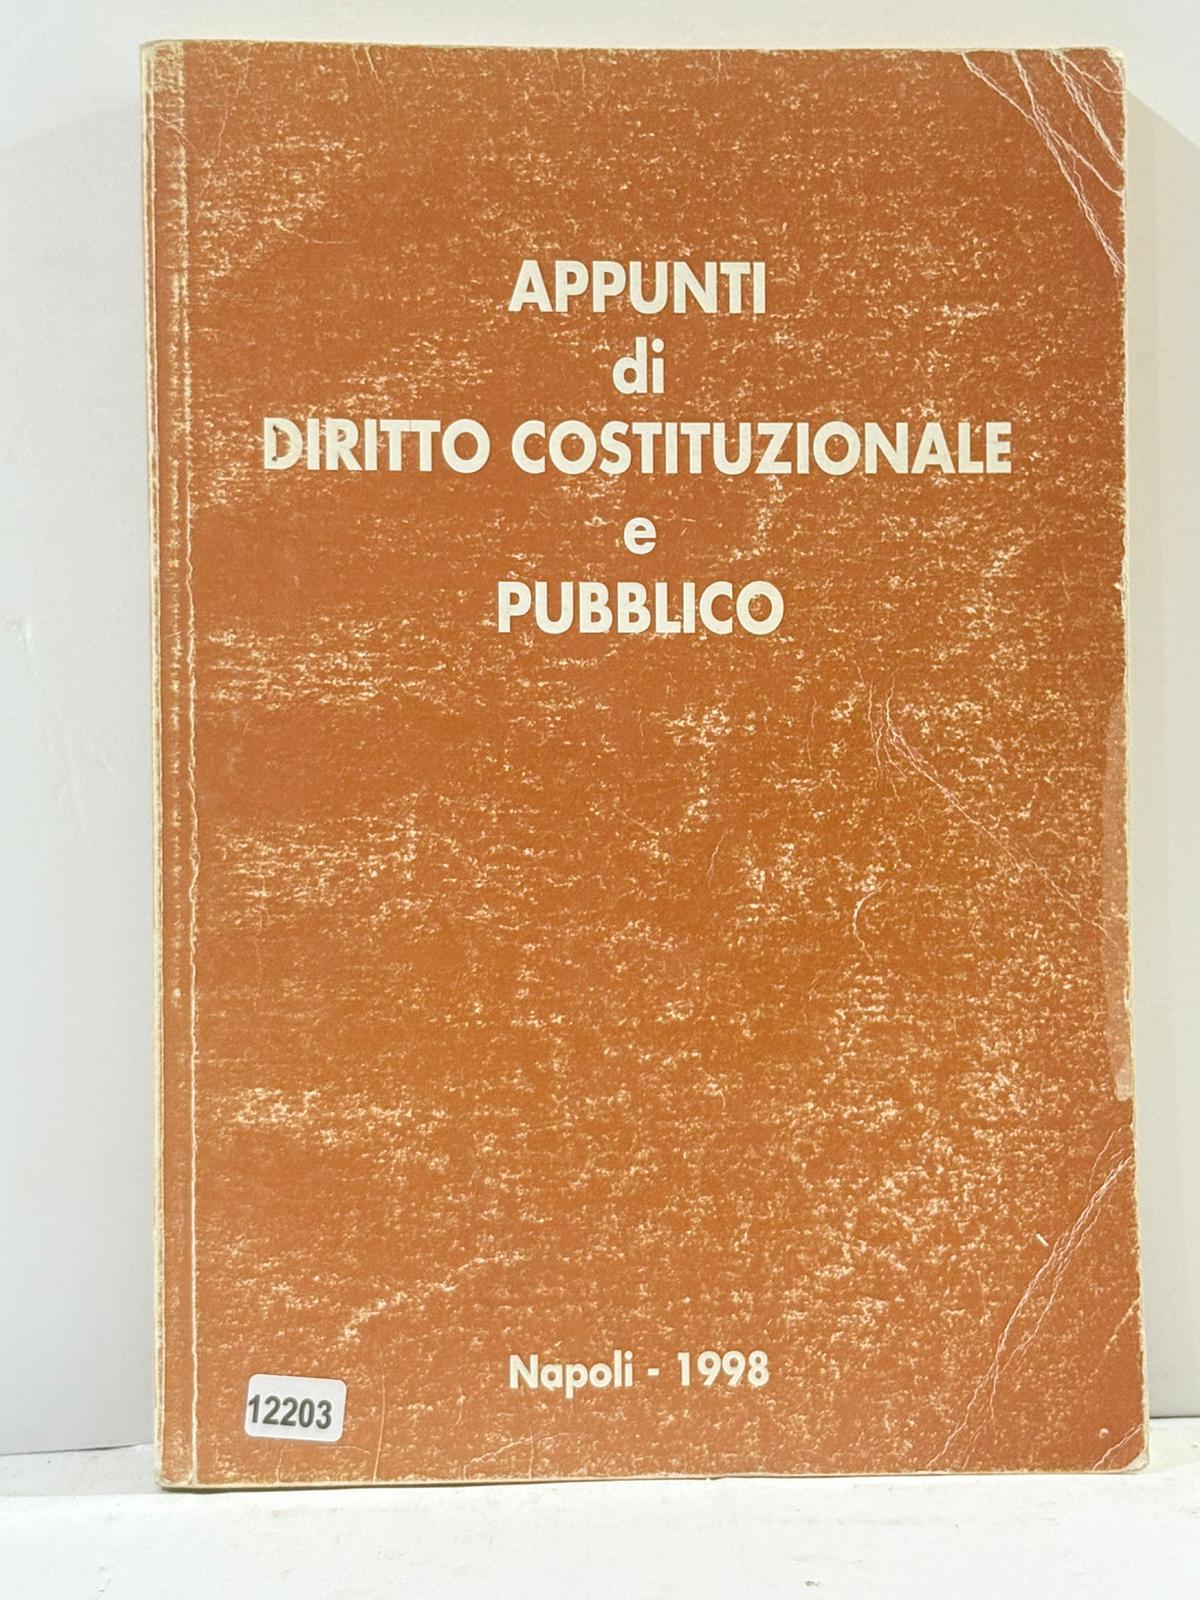 APPUNTI
di
DIRITTO COSTITUZIONALE
e
PUBBLICO
Napoli - 1998
12203